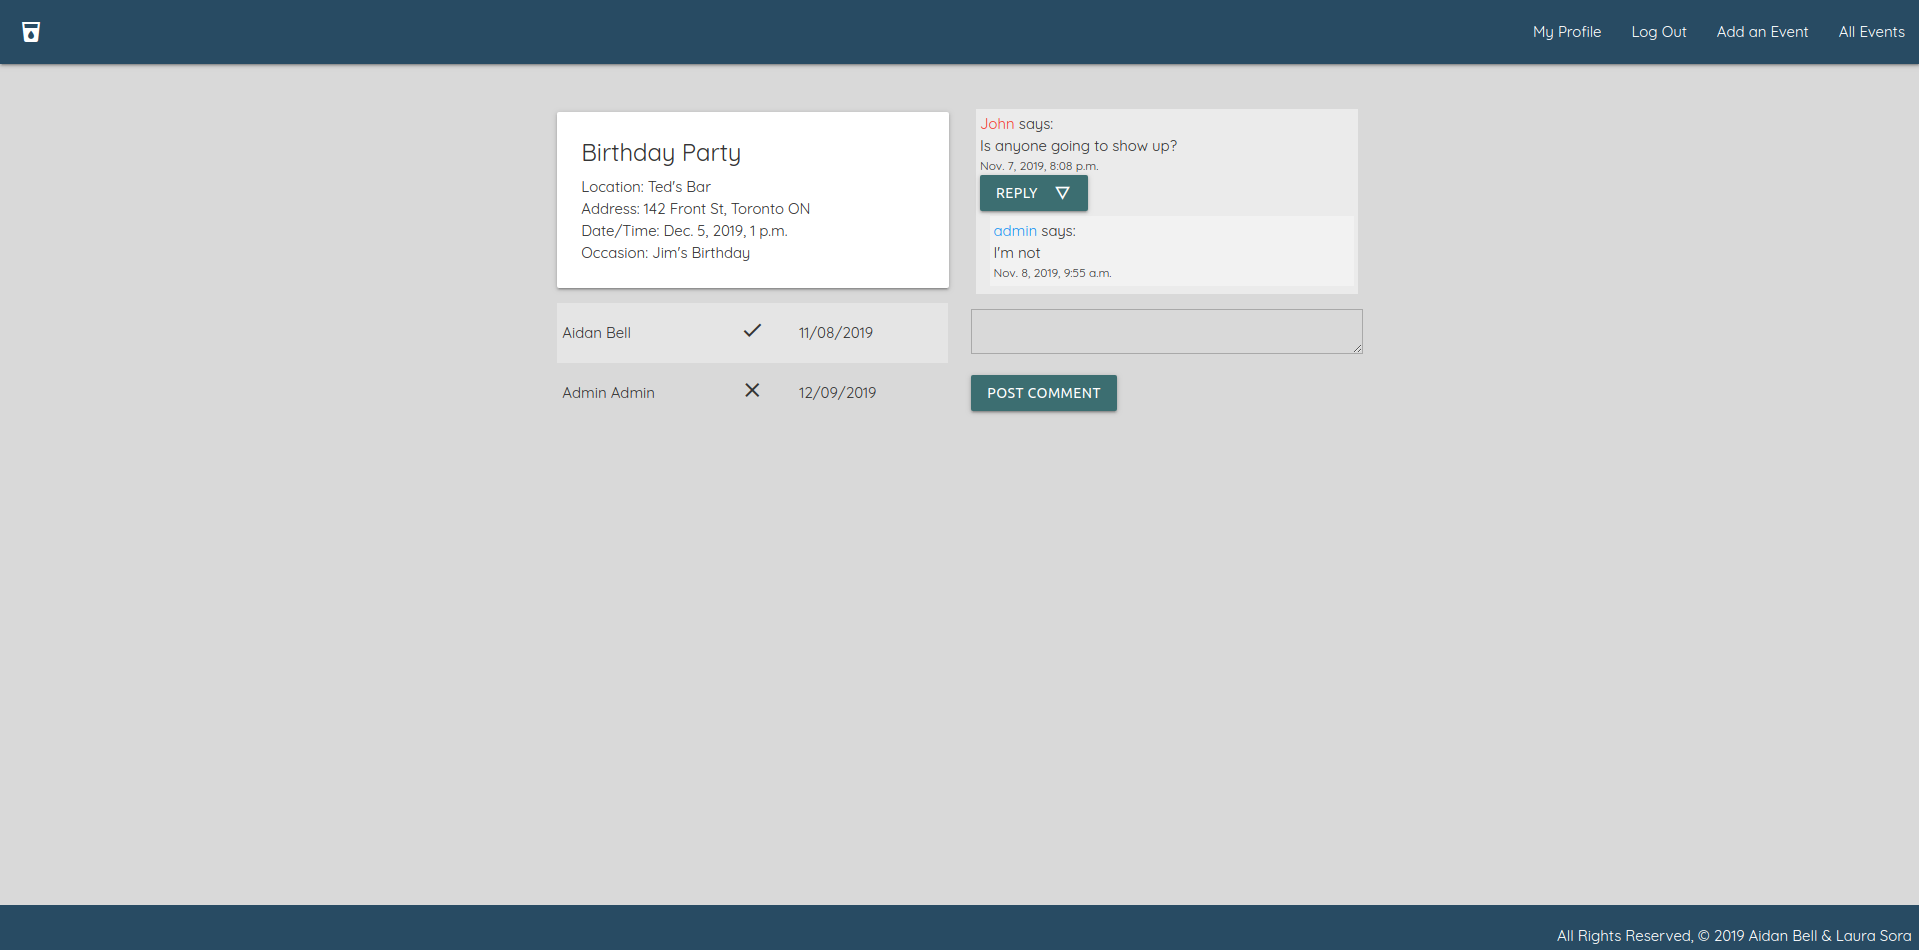 My Profile Log Out Add an Event All Events
Birthday Party
Location: Ted's Bar
Address: 142 Front St, Toronto ON
Date/Time: Dec. 5, 2019, 1 p.m.
Occasion: Jim's Birthday
Aidan Bell 11/08/2019
Admin Admin 12/09/2019
John says:
Is anyone going to show up?
Nov. 7, 2019, 8:08 p.m.
REPLY
admin says:
I'm not
Nov. 8, 2019, 9:55 a.m.
POST COMMENT
All Rights Reserved, © 2019 Aidan Bell & Laura Sora